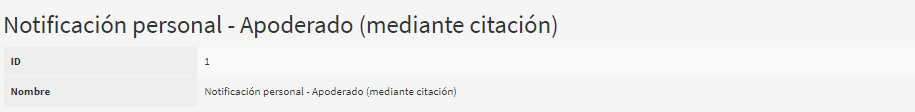 Notificación personal - Apoderado (mediante citación)
ID 1
Nombre Notificación personal - Apoderado (mediante citación)